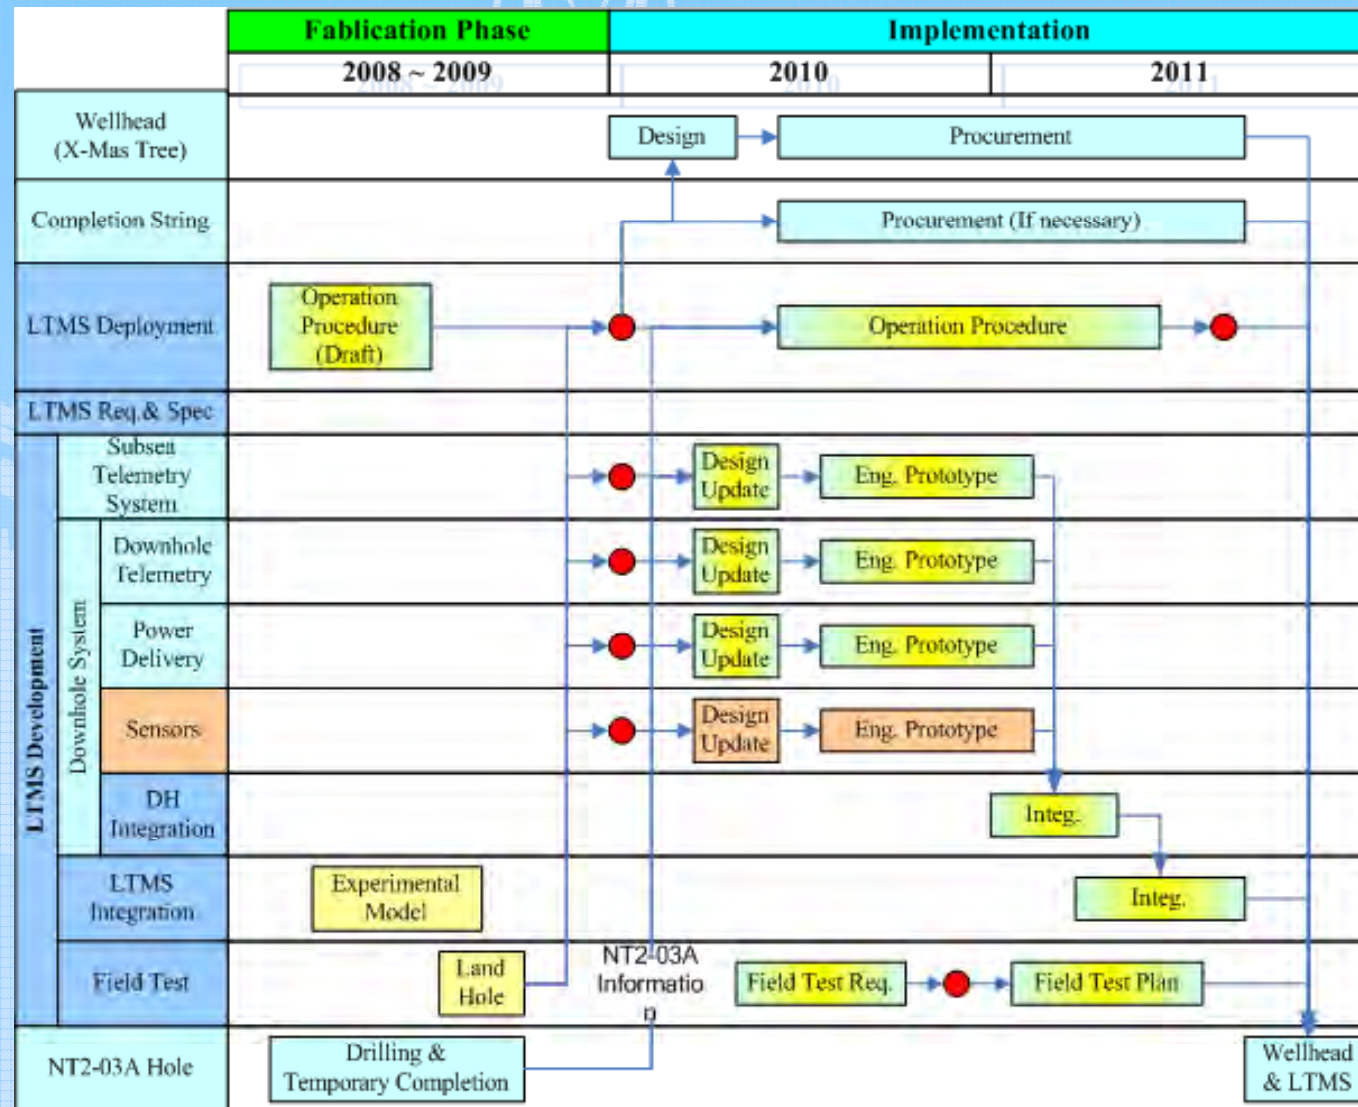 Fablication Phase
Implementation
2008 ~ 2009
2010
2011
Wellhead
(X-Mas Tree)
Design
Procurement
Completion String
Procurement (If necessary)
LTMS Deployment
Operation
Procedure
(Draft)
Operation Procedure
LTMS Req.& Spec
LTMS Development
Subsea
Telemetry
System
Design
Update
Eng. Prototype
Downhole System
Downhole
Telemetry
Design
Update
Eng. Prototype
Power
Delivery
Design
Update
Eng. Prototype
Sensors
Design
Update
Eng. Prototype
DH
Integration
Integ.
LTMS
Integration
Experimental
Model
Integ.
Field Test
Land
Hole
NT2-03A
Informatio
n
Field Test Req.
Field Test Plan
NT2-03A Hole
Drilling &
Temporary Completion
Wellhead
& LTMS